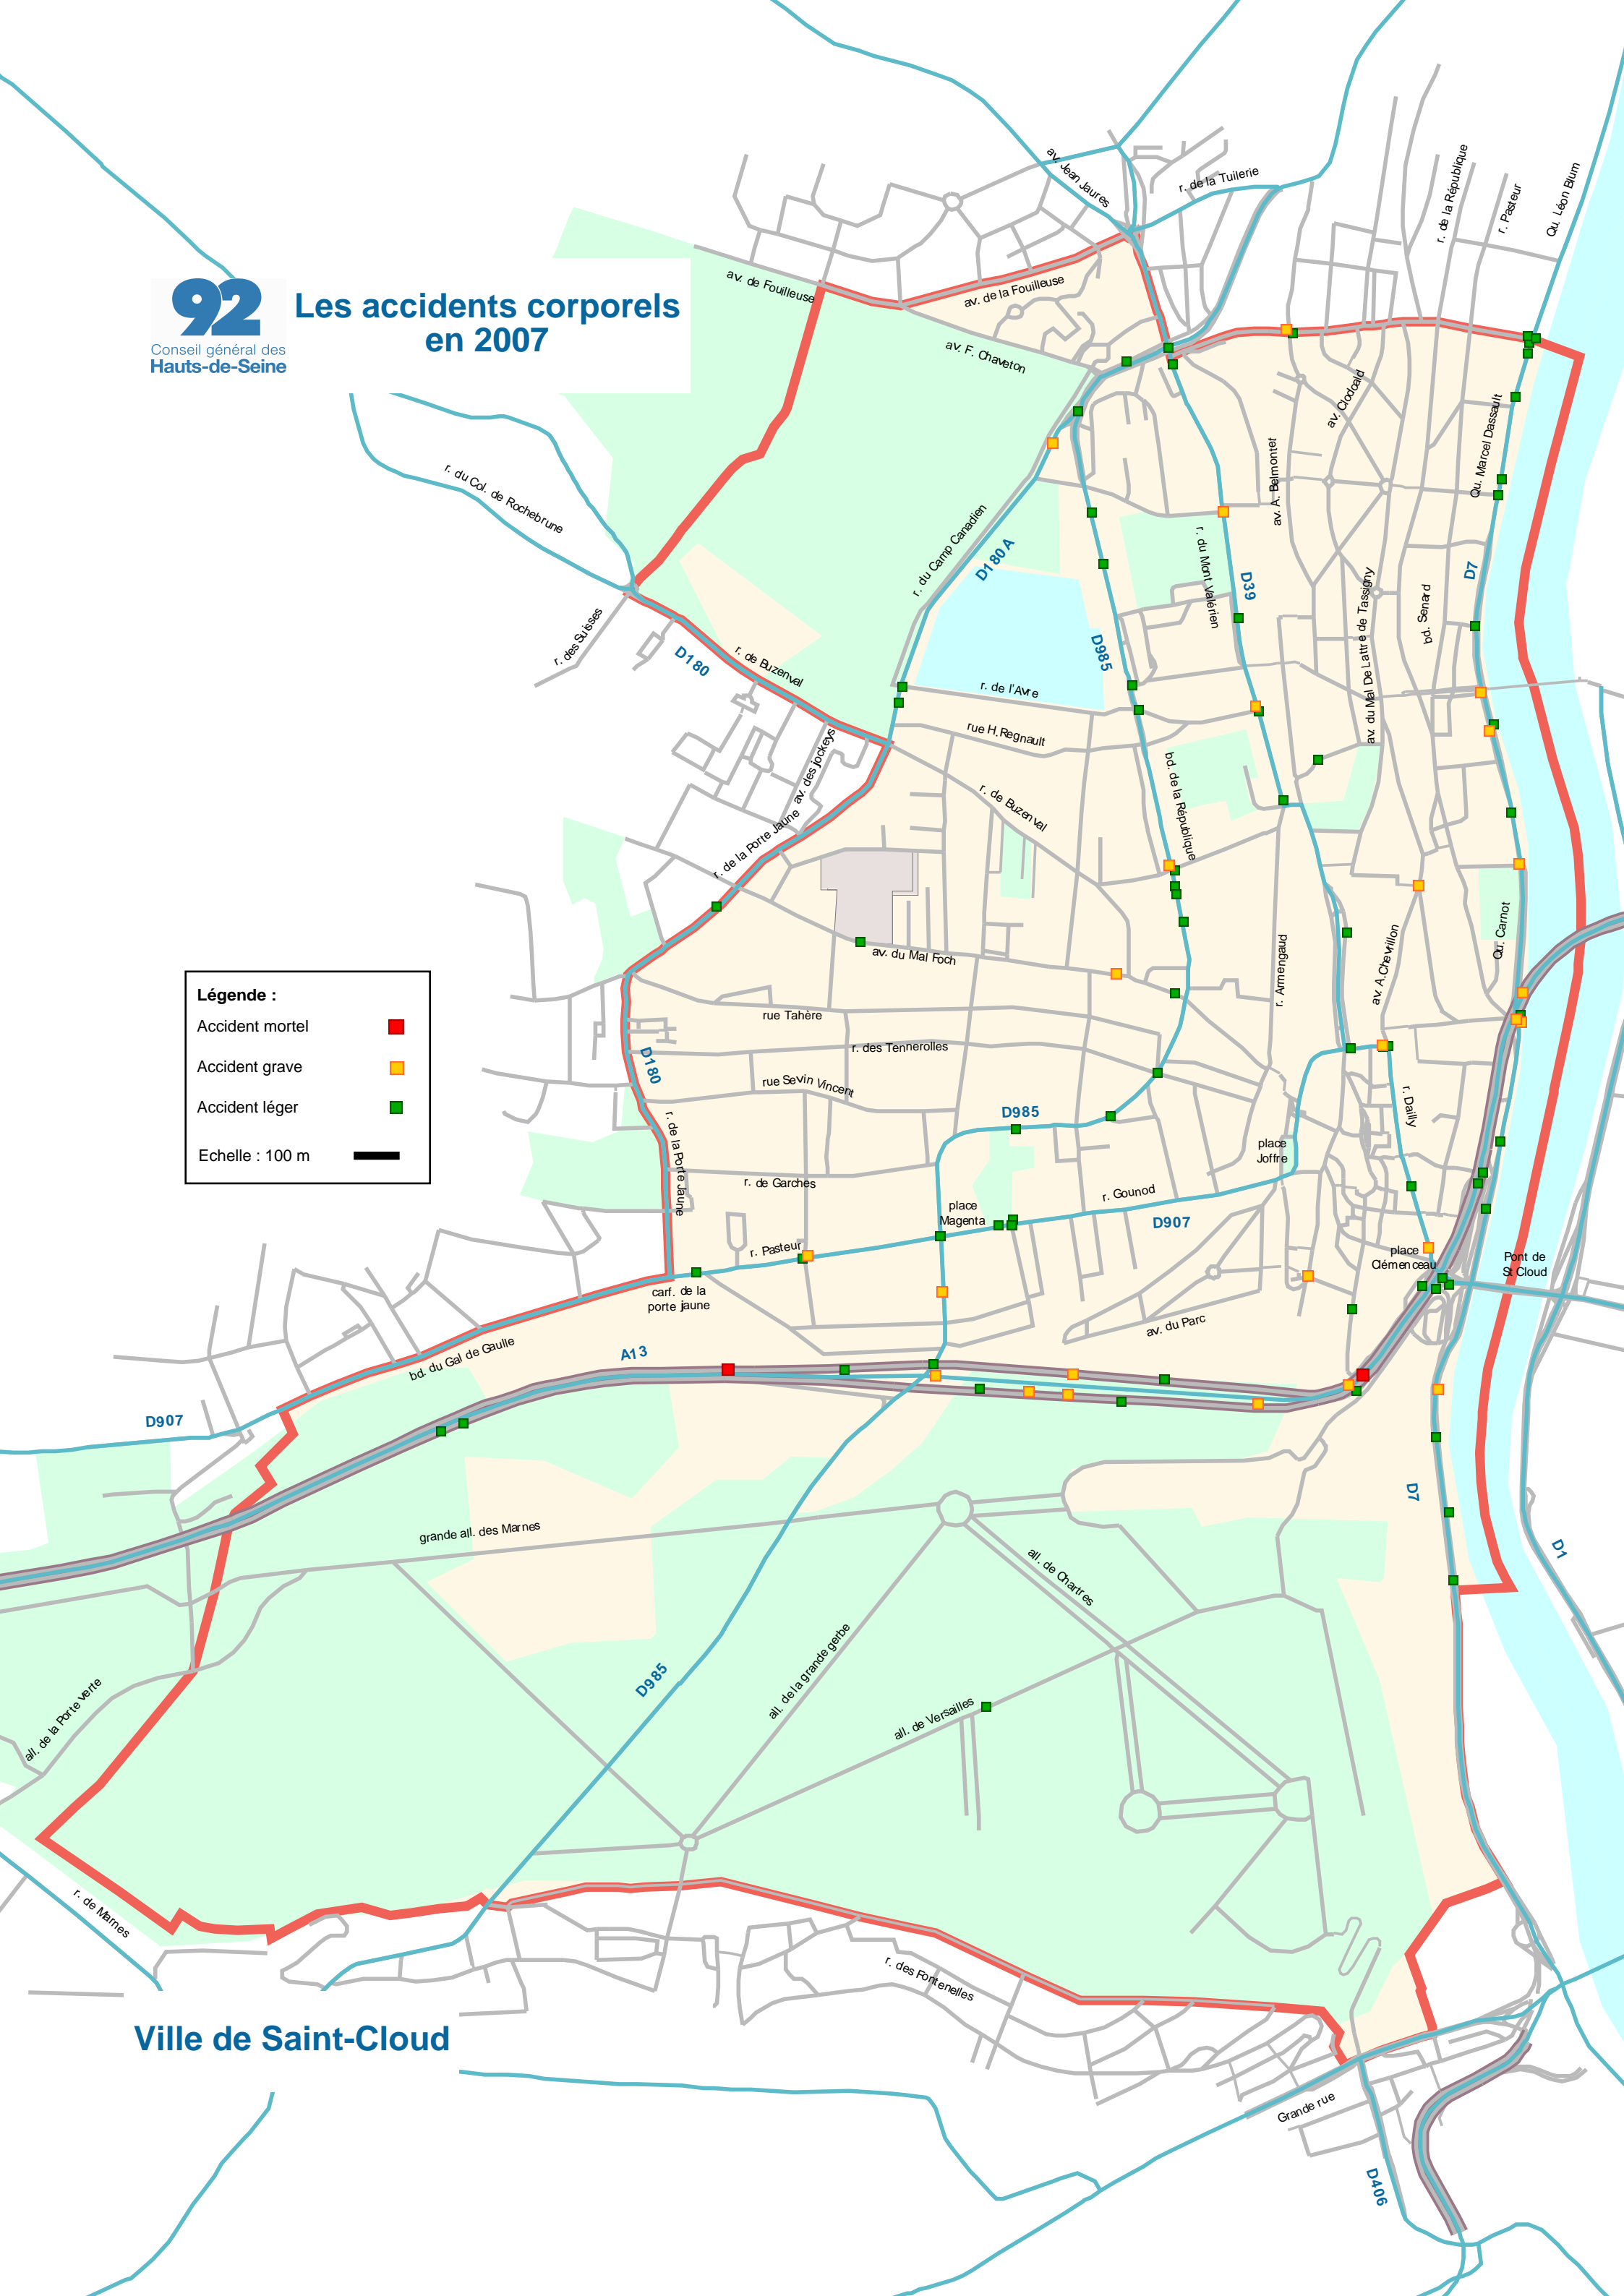 av. Jean Jaures
r. de la Tuilerie
r. de la République
r. Pasteur
Qu. Léon Blum
92
Conseil général des
Hauts-de-Seine
Les accidents corporels
en 2007
av. de Fouilleuse
av. de la Fouilleuse
av. F. Chaveton
av. Clodoald
Qu. Marcel Dassault
av. A. Belmontet
r. du Col. de Rochebrune
r. du Camp Canadien
D180 A
r. du Mont Valérien
D39
D7
av. du Mal De Lattre de Tassigny
bd. Senard
r. des Suisses
D180
r. de Buzenval
D985
r. de l'Avre
rue H.Regnault
av. des jockeys
r. de la Porte Jaune
r. de Buzenval
bd. de la République
av. du Mal Foch
r. Armengaud
av. A.Chevrillon
Qu. Carnot
Légende :
Accident mortel
Accident grave
Accident léger
Echelle : 100 m
rue Tahère
r. des Tennerolles
rue Sevin Vincent
D180
r. de la Porte Jaune
D985
r. Dailly
place
Joffre
r. de Garches
place
Magenta
r. Gounod
D907
r. Pasteur
place
Clémenceau
Pont de
St Cloud
carf. de la
porte jaune
av. du Parc
bd. du Gal de Gaulle
A13
D907
D7
D1
grande all. des Marnes
all. de Chartres
all. de la grande gerbe
D985
all. de Versailles
all. de la Porte verte
r. de Marnes
r. des Fontenelles
Ville de Saint-Cloud
Grande rue
D406